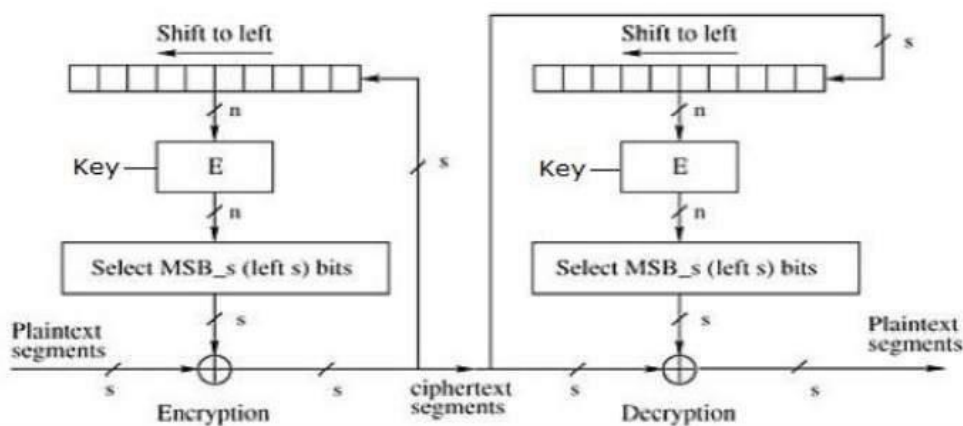 Shift to left
s
n
Key
E
s
n
Select MSB_s (left s) bits
s
Plaintext
segments
s
s
Encryption
ciphertext
segments
Shift to left
s
n
Key
E
n
Select MSB_s (left s) bits
s
Plaintext
segments
s
s
Decryption